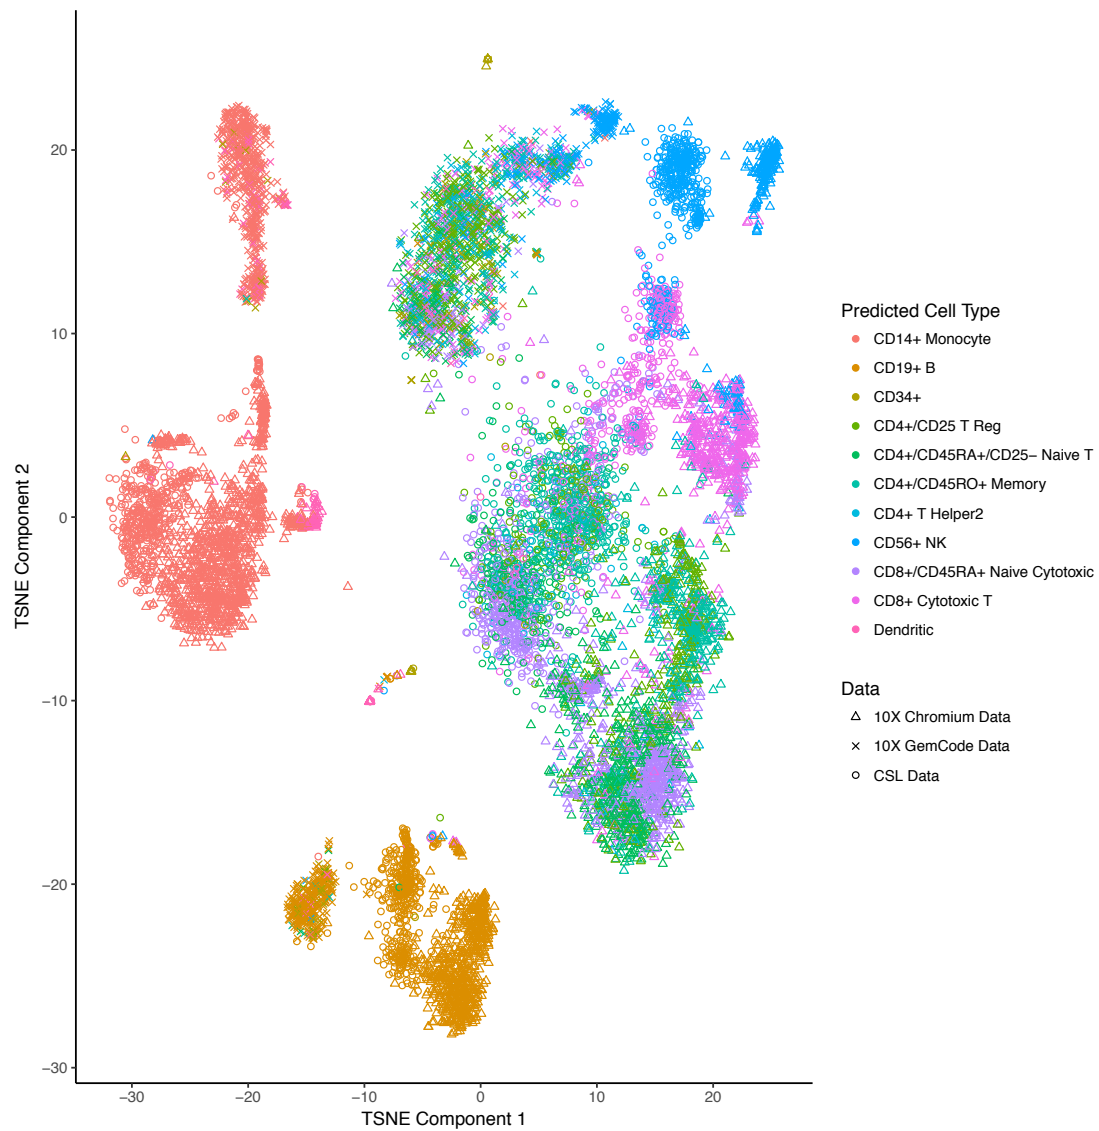 20
10
0
−10
−20
−30
TSNE Component 2
−30
−20
−10
0
10
20
TSNE Component 1
Predicted Cell Type
CD14+ Monocyte
CD19+ B
CD34+
CD4+/CD25 T Reg
CD4+/CD45RA+/CD25− Naive T
CD4+/CD45RO+ Memory
CD4+ T Helper2
CD56+ NK
CD8+/CD45RA+ Naive Cytotoxic
CD8+ Cytotoxic T
Dendritic
Data
10X Chromium Data
10X GemCode Data
CSL Data